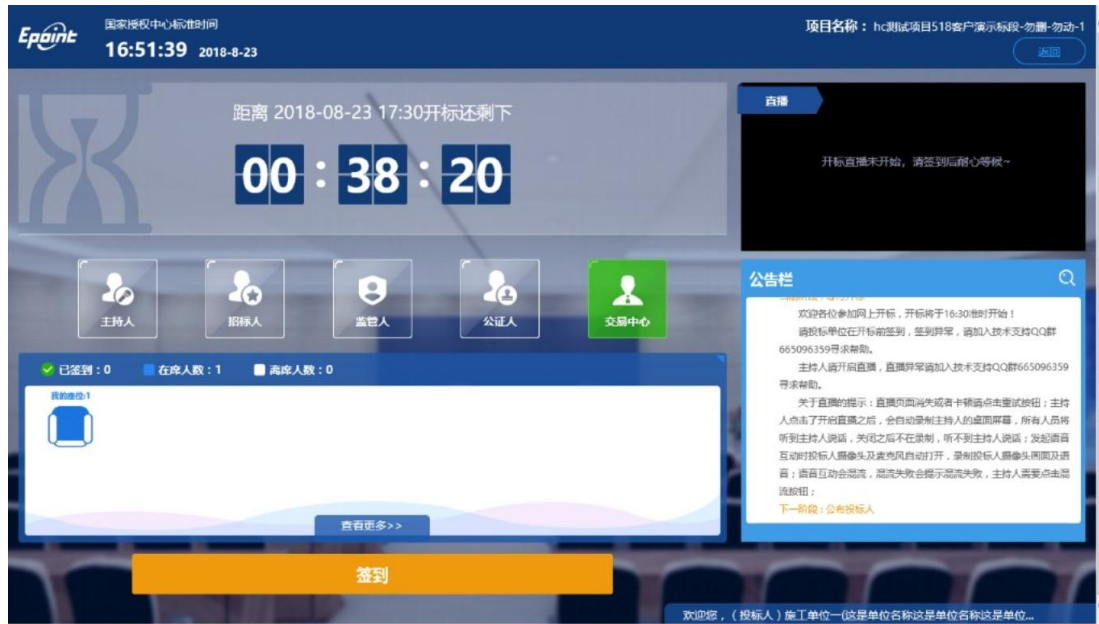 Epoint
国家授权中心标准时间
16:51:39 2018-8-23
项目名称：hc测试项目518客户演示标段-勿删-勿动-1
返回
距离 2018-08-23 17:30开标还剩下
00 : 38 : 20
直播
开标直播未开始，请签到后耐心等候~
主持人
招标人
监管人
公证人
交易中心
已签到：0 在席人数：1 离席人数：0
我的座位:1
查看更多>>
签到
公告栏
欢迎各位参加网上开标，开标将于16:30准时开始！
请投标单位在开标前签到，签到异常，请加入技术支持QQ群
665096359寻求帮助。
主持人请开启直播，直播异常请加入技术支持QQ群665096359
寻求帮助。
关于直播的提示：直播页面消失或者卡顿请点击重试按钮；主持
人点击了开启直播之后，会自动录制主持人的桌面屏幕，所有人员将
听到主持人说话，关闭之后不在录制，听不到主持人说话；发起语音
互动时投标人摄像头及麦克风自动打开，录制投标人摄像头画面及语
音；语音互动会混流，混流失败会提示混流失败，主持人需要点击混
流按钮；
下一阶段：公布投标人
欢迎您，（投标人）施工单位一(这是单位名称这是单位名称这是单位...